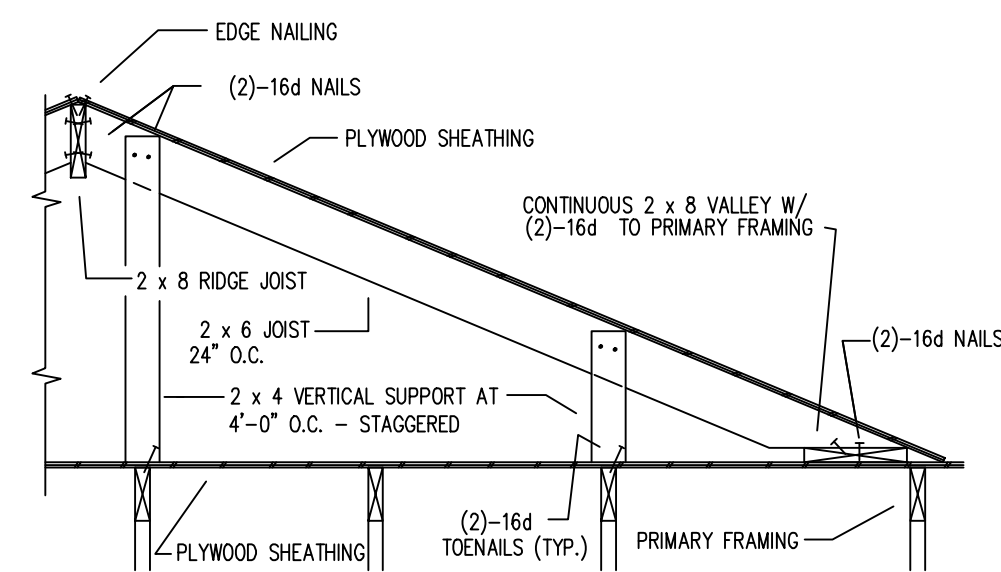 EDGE NAILING
(2)-16d NAILS
PLYWOOD SHEATHING
CONTINUOUS 2 x 8 VALLEY W/
(2)-16d TO PRIMARY FRAMING
2 x 8 RIDGE JOIST
2 x 6 JOIST
24" O.C.
(2)-16d NAILS
2 x 4 VERTICAL SUPPORT AT
4'-0" O.C. - STAGGERED
(2)-16d
TOENAILS (TYP.)
PLYWOOD SHEATHING
PRIMARY FRAMING